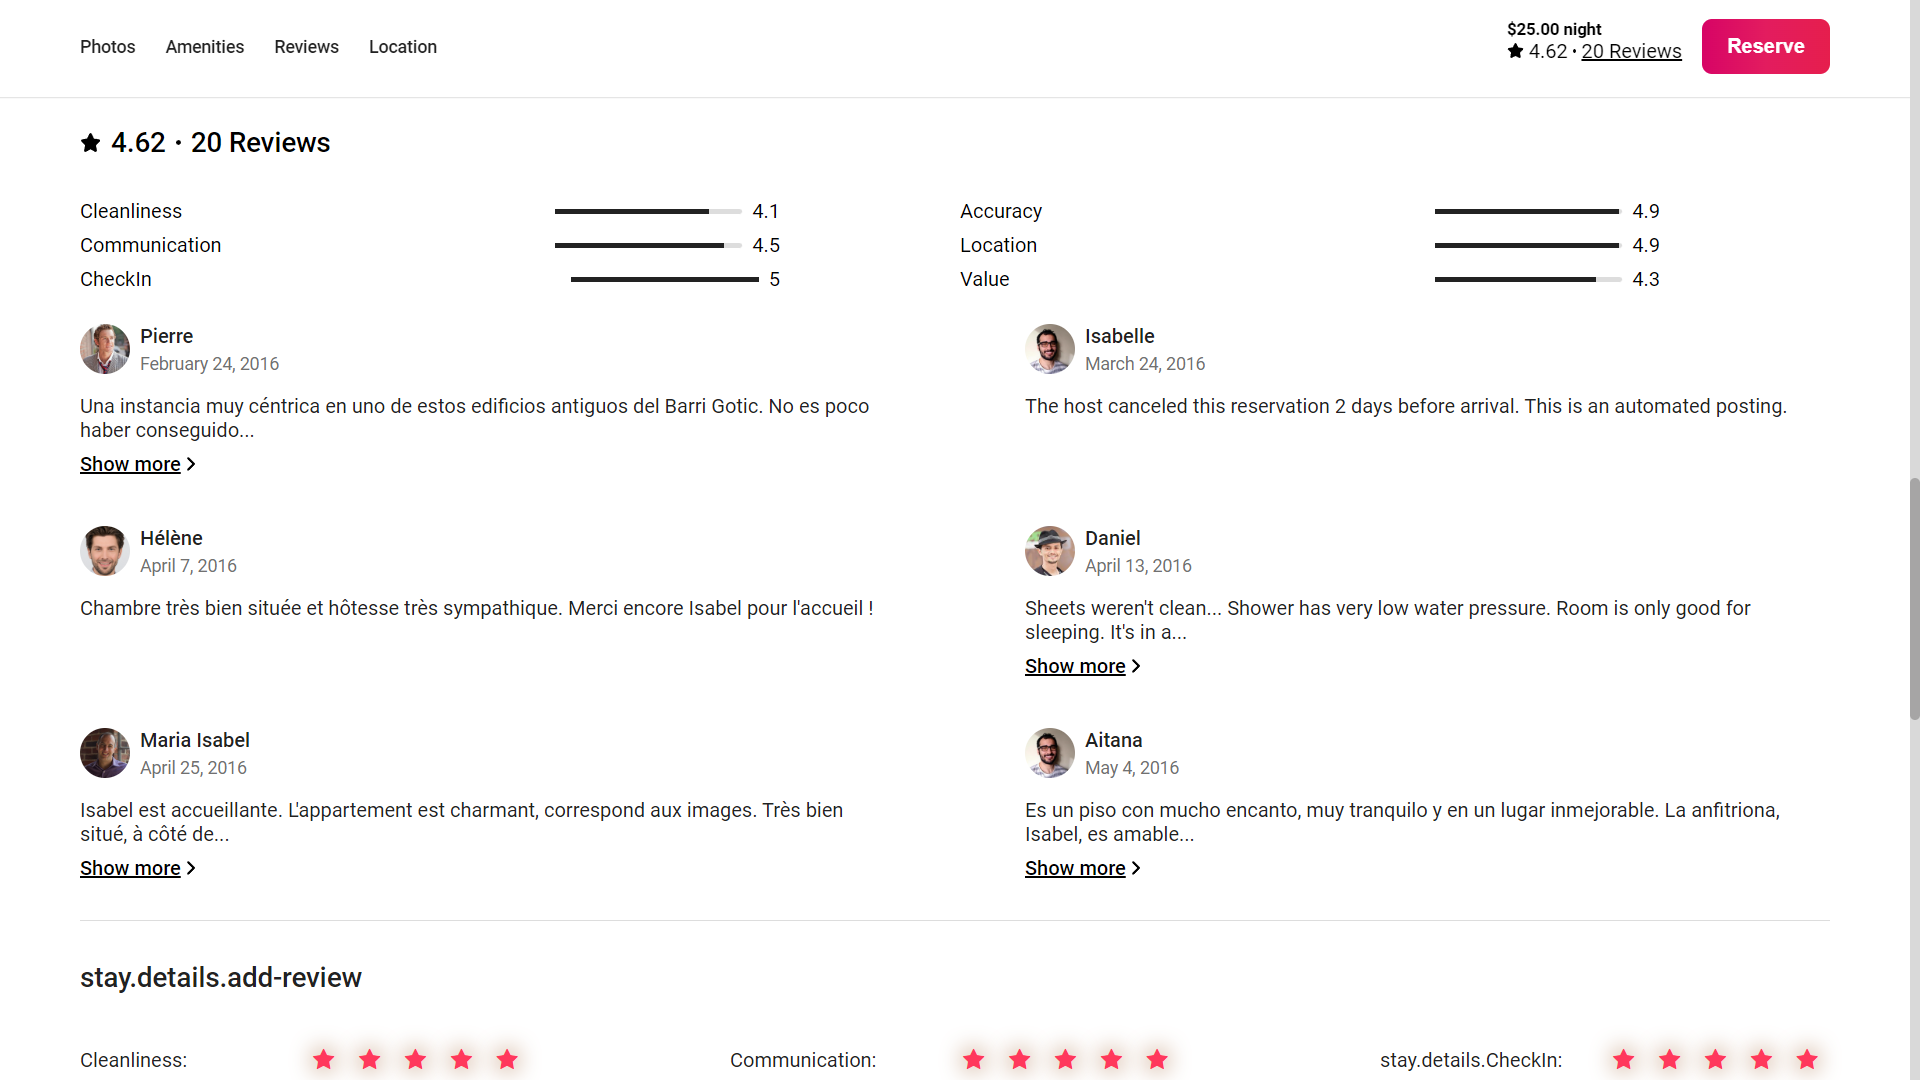 Photos Amenities Reviews Location
$25.00 night
4.62 · 20 Reviews
Reserve
4.62 · 20 Reviews
Cleanliness 4.1
Accuracy 4.9
Communication 4.5
Location 4.9
CheckIn 5
Value 4.3
Pierre
February 24, 2016
Una instancia muy céntrica en uno de estos edificios antiguos del Barri Gotic. No es poco
haber conseguido...
Show more
Isabelle
March 24, 2016
The host canceled this reservation 2 days before arrival. This is an automated posting.
Hélène
April 7, 2016
Chambre très bien située et hôtesse très sympathique. Merci encore Isabel pour l'accueil !
Daniel
April 13, 2016
Sheets weren't clean... Shower has very low water pressure. Room is only good for
sleeping. It's in a...
Show more
Maria Isabel
April 25, 2016
Isabel est accueillante. L'appartement est charmant, correspond aux images. Très bien
situé, à côté de...
Show more
Aitana
May 4, 2016
Es un piso con mucho encanto, muy tranquilo y en un lugar inmejorable. La anfitriona,
Isabel, es amable...
Show more
stay.details.add-review
Cleanliness:
Communication:
stay.details.CheckIn: